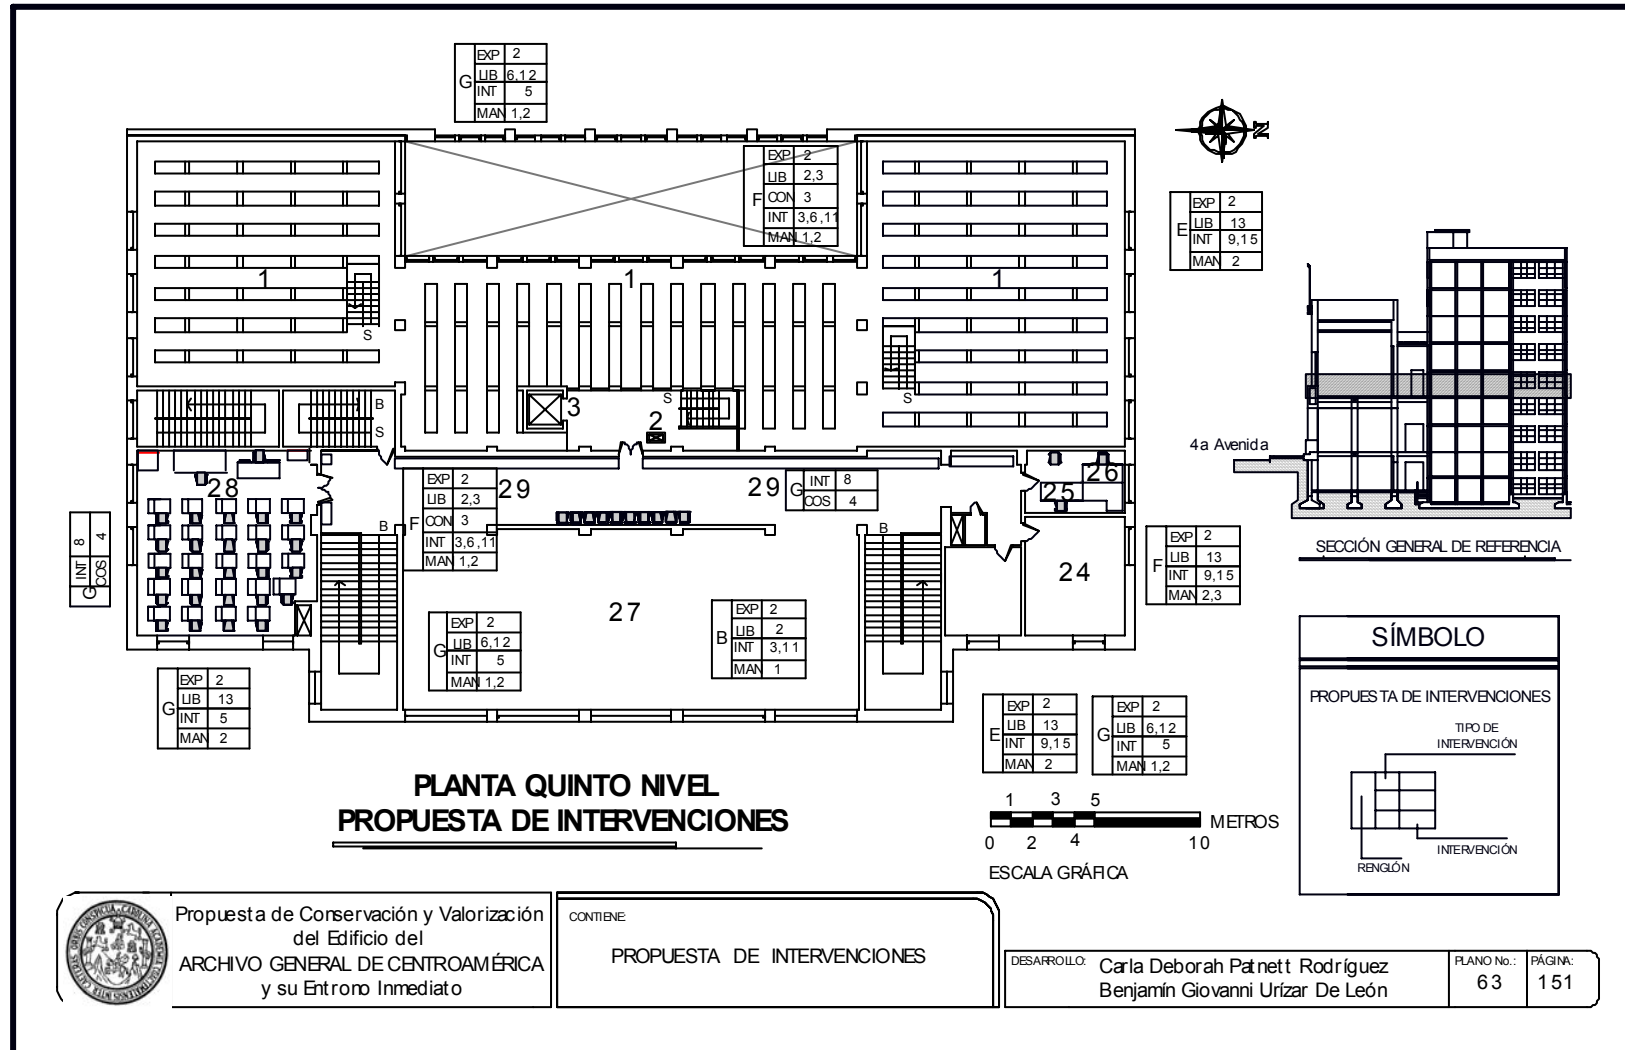 G
EXP 2
LIB 6,12
INT 5
MAN 1,2
N
F
EXP 2
LIB 2,3
CON 3
INT 3,6,11
MAN 1,2
E
EXP 2
LIB 13
INT 9,15
MAN 2
1
1
1
S
S
S
B
S
3
2
4a Avenida
SECCIÓN GENERAL DE REFERENCIA
28
29
29
25
26
B
B
F
EXP 2
LIB 2,3
CON 3
INT 3,6,11
MAN 1,2
G
INT 8
COS 4
G
INT 8
COS 4
24
27
F
EXP 2
LIB 13
INT 9,15
MAN 2,3
G
EXP 2
LIB 6,12
INT 5
MAN 1,2
B
EXP 2
LIB 2
INT 3,11
MAN 1
G
EXP 2
LIB 13
INT 5
MAN 2
E
EXP 2
LIB 13
INT 9,15
MAN 2
G
EXP 2
LIB 6,12
INT 5
MAN 1,2
SÍMBOLO
PROPUESTA DE INTERVENCIONES
TIPO DE
INTERVENCIÓN
INTERVENCIÓN
RENGLÓN
PLANTA QUINTO NIVEL
PROPUESTA DE INTERVENCIONES
1 3 5
METROS
0 2 4 10
ESCALA GRÁFICA
Propuesta de Conservación y Valorización
del Edificio del
ARCHIVO GENERAL DE CENTROAMÉRICA
y su Entrono Inmediato
CONTIENE:
PROPUESTA DE INTERVENCIONES
DESARROLLO: Carla Deborah Patnett Rodríguez
Benjamín Giovanni Urízar De León
PLANO No.: 63
PÁGINA: 151